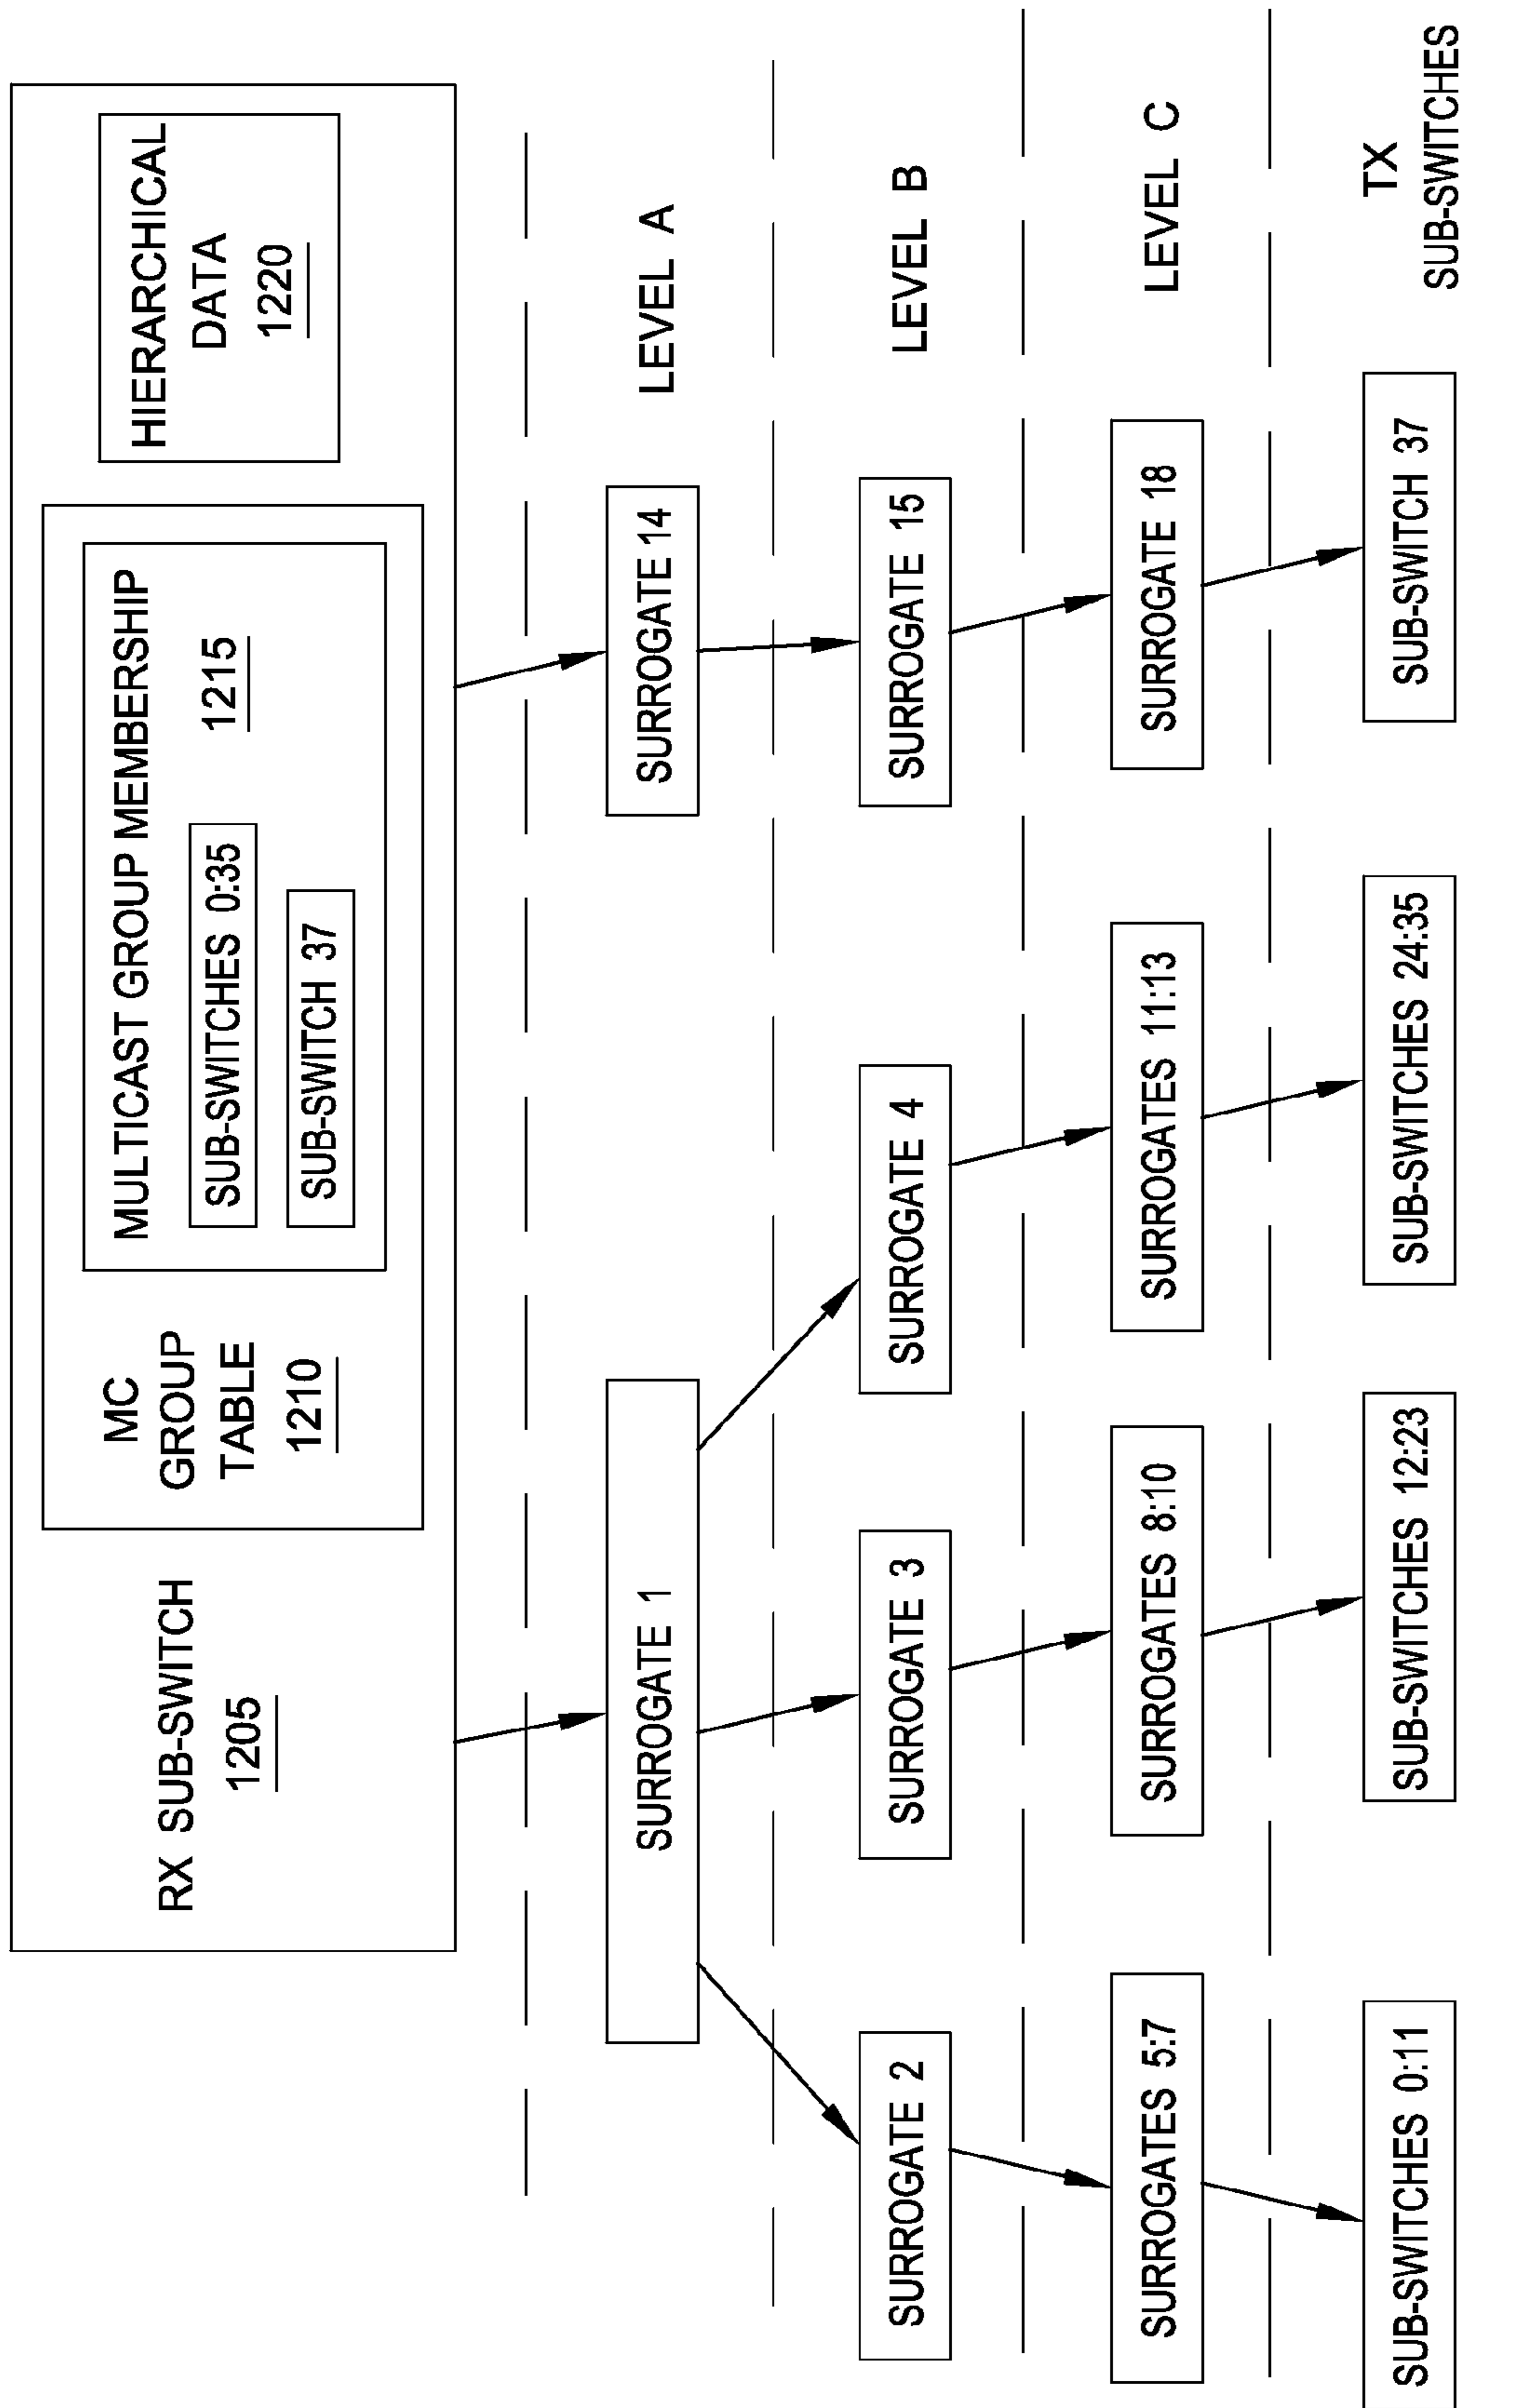 RX SUB-SWITCH
1205
MC
GROUP
TABLE
1210
MULTICAST GROUP MEMBERSHIP
SUB-SWITCHES 0:35
SUB-SWITCH 37
1215
HIERARCHICAL
DATA
1220
SURROGATE 1
SURROGATE 14
LEVEL A
SURROGATE 2
SURROGATE 3
SURROGATE 4
SURROGATE 15
LEVEL B
SURROGATES 5:7
SURROGATES 8:10
SURROGATES 11:13
SURROGATE 18
LEVEL C
SUB-SWITCHES 0:11
SUB-SWITCHES 12:23
SUB-SWITCHES 24:35
SUB-SWITCH 37
TX
SUB-SWITCHES